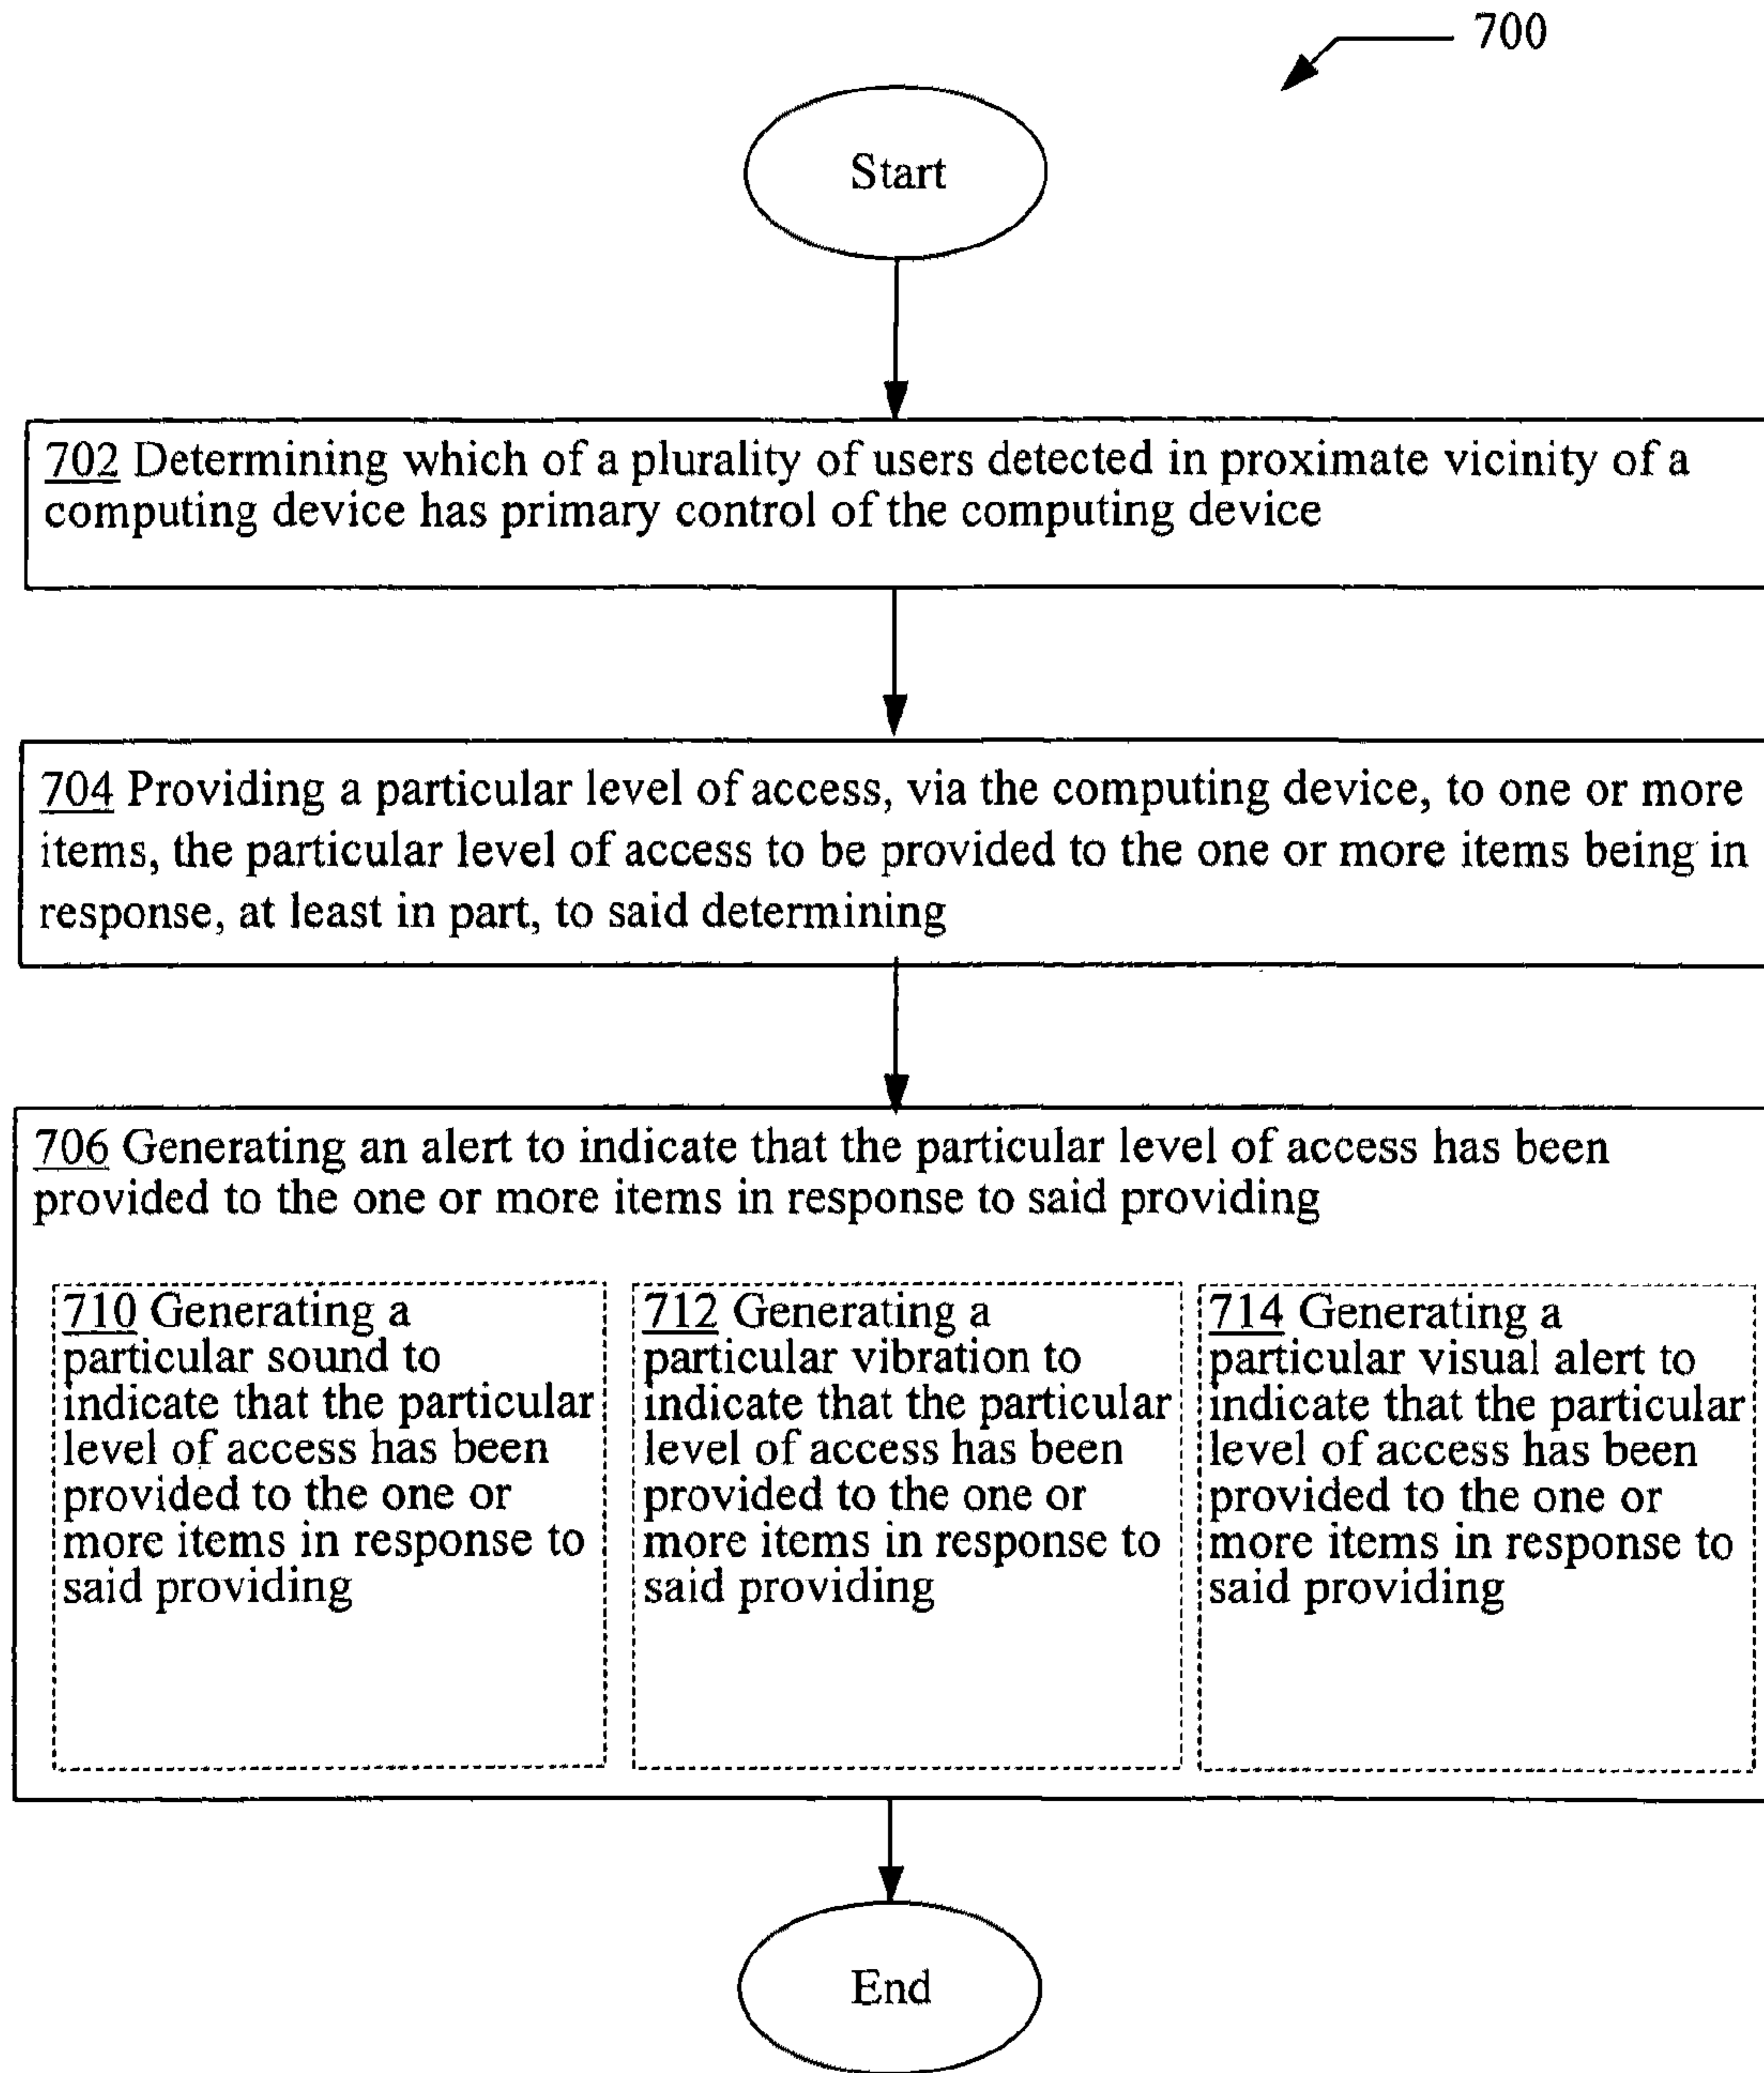 700
Start
702 Determining which of a plurality of users detected in proximate vicinity of a
computing device has primary control of the computing device
704 Providing a particular level of access, via the computing device, to one or more
items, the particular level of access to be provided to the one or more items being in
response, at least in part, to said determining
706 Generating an alert to indicate that the particular level of access has been
provided to the one or more items in response to said providing
710 Generating a
particular sound to
indicate that the particular
level of access has been
provided to the one or
more items in response to
said providing
712 Generating a
particular vibration to
indicate that the particular
level of access has been
provided to the one or
more items in response to
said providing
714 Generating a
particular visual alert to
indicate that the particular
level of access has been
provided to the one or
more items in response to
said providing
End